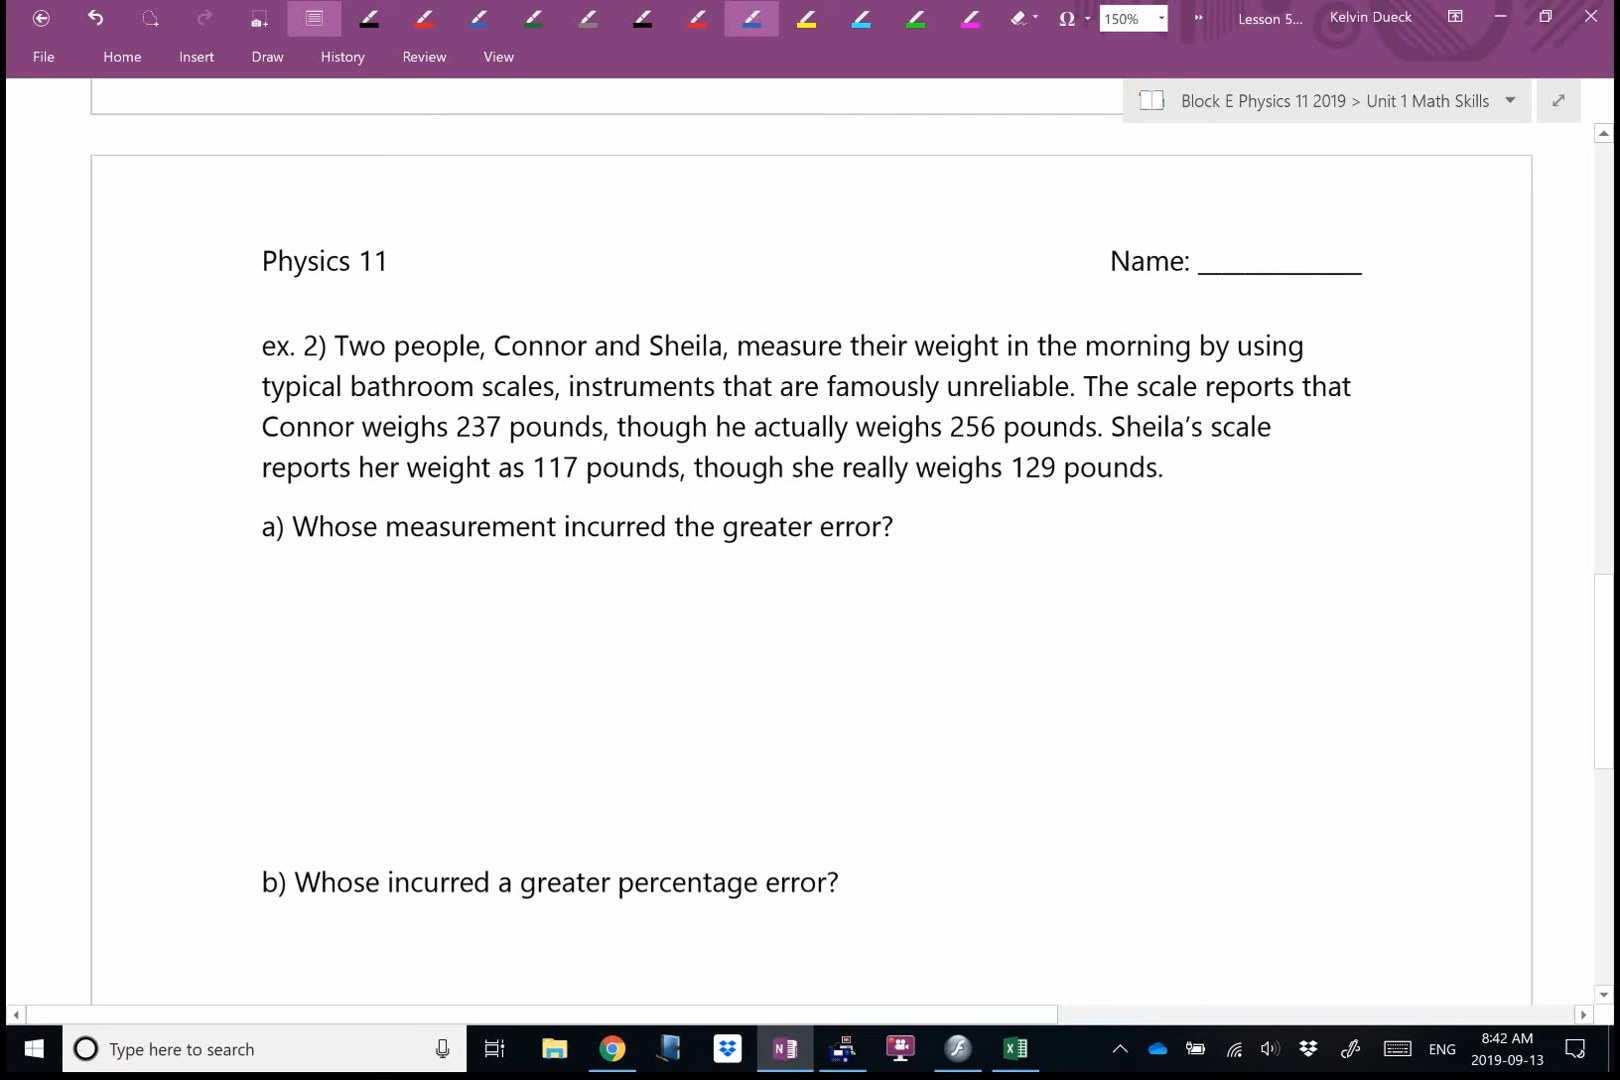 150%
Lesson 5...
Kelvin Dueck
File
Home
Insert
Draw
History
Review
View
Block E Physics 11 2019 > Unit 1 Math Skills
Physics 11
Name: ____________
ex. 2) Two people, Connor and Sheila, measure their weight in the morning by using
typical bathroom scales, instruments that are famously unreliable. The scale reports that
Connor weighs 237 pounds, though he actually weighs 256 pounds. Sheila’s scale
reports her weight as 117 pounds, though she really weighs 129 pounds.
a) Whose measurement incurred the greater error?
b) Whose incurred a greater percentage error?
Type here to search
ENG
8:42 AM
2019-09-13